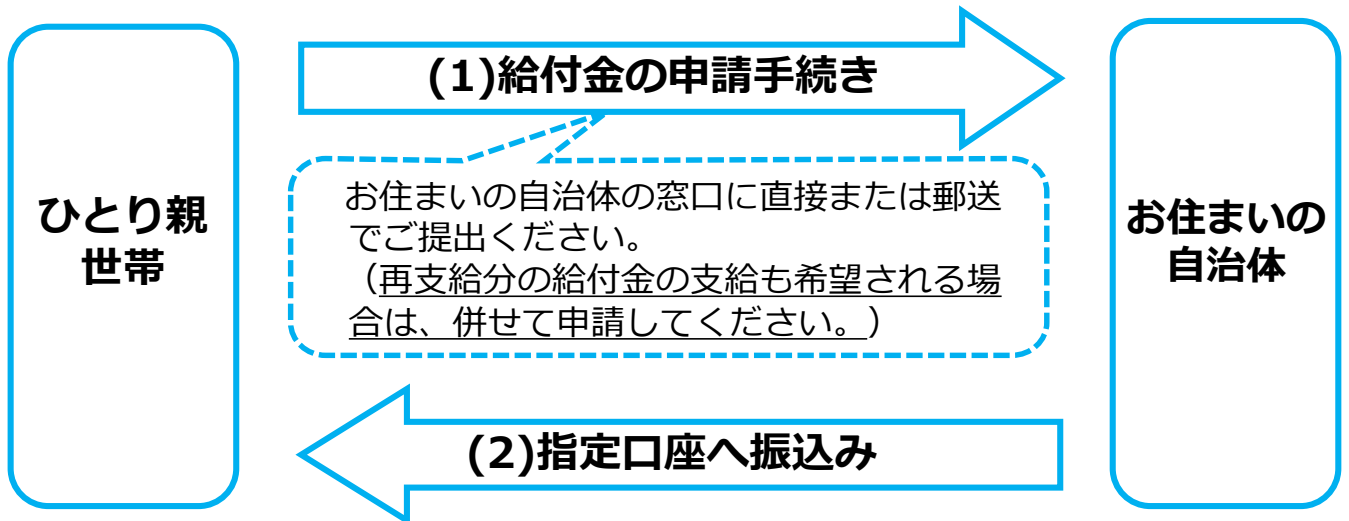 (1)給付金の申請手続き
ひとり親
世帯
お住まいの自治体の窓口に直接または郵送
でご提出ください。
（再支給分の給付金の支給も希望される場
合は、併せて申請してください。）
お住まいの
自治体
(2)指定口座へ振込み